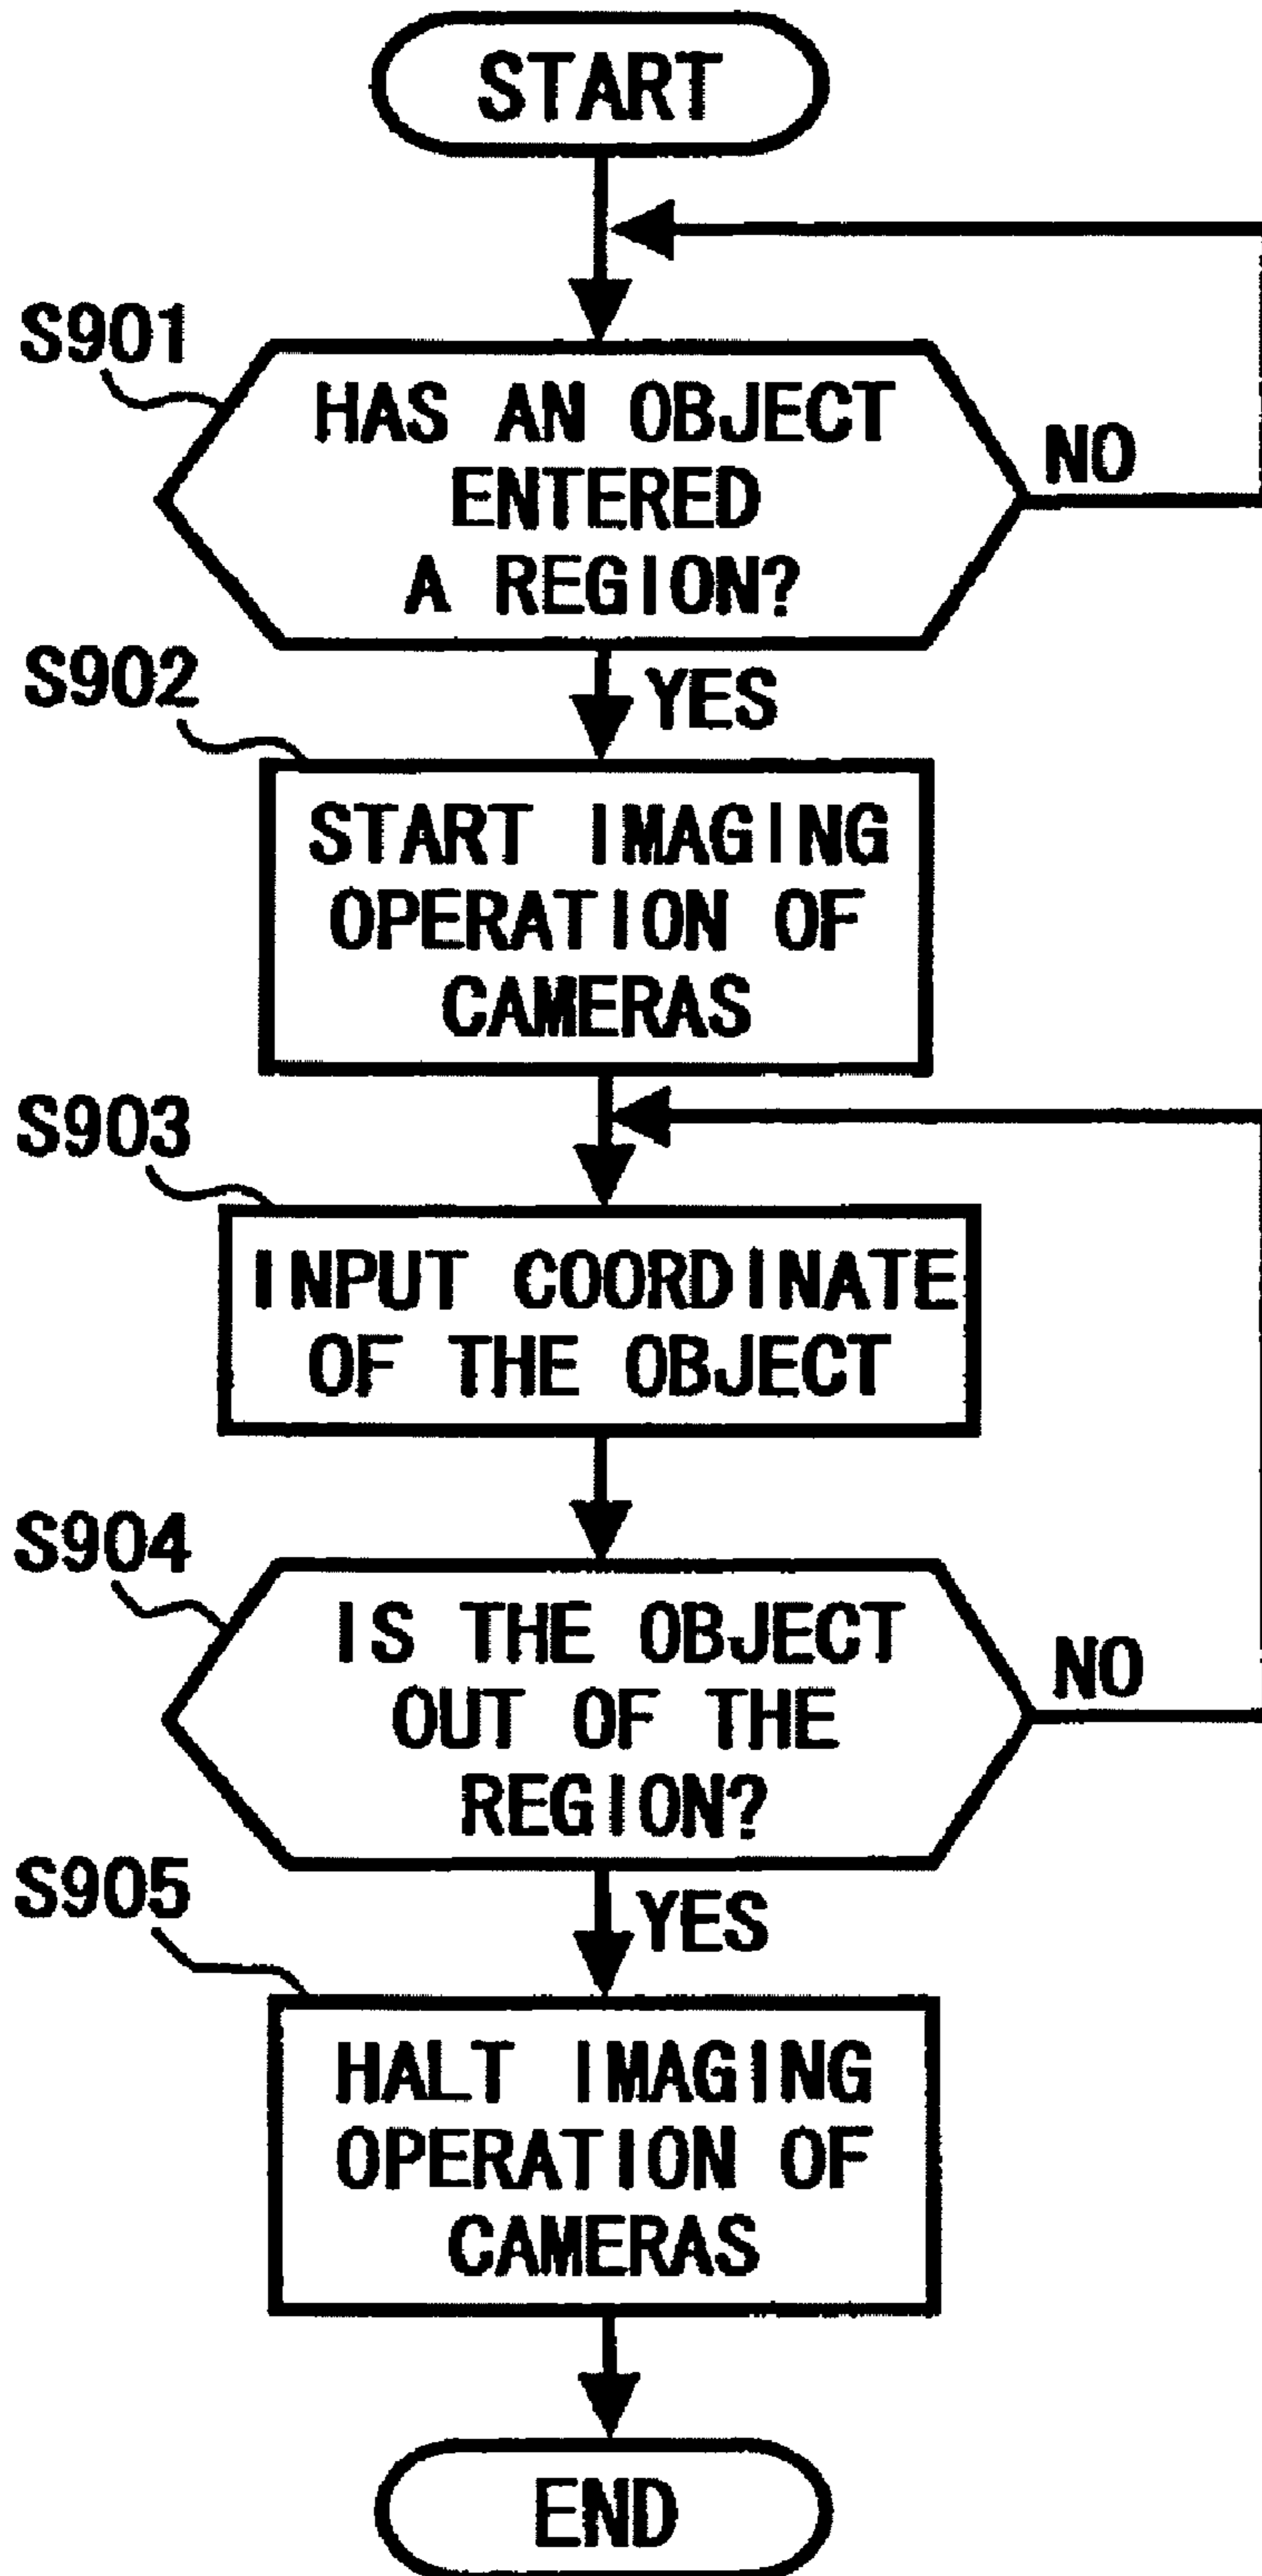 START
S901
HAS AN OBJECT
ENTERED
A REGION?
NO
S902
YES
START IMAGING
OPERATION OF
CAMERAS
S903
INPUT COORDINATE
OF THE OBJECT
S904
IS THE OBJECT
OUT OF THE
REGION?
NO
S905
YES
HALT IMAGING
OPERATION OF
CAMERAS
END